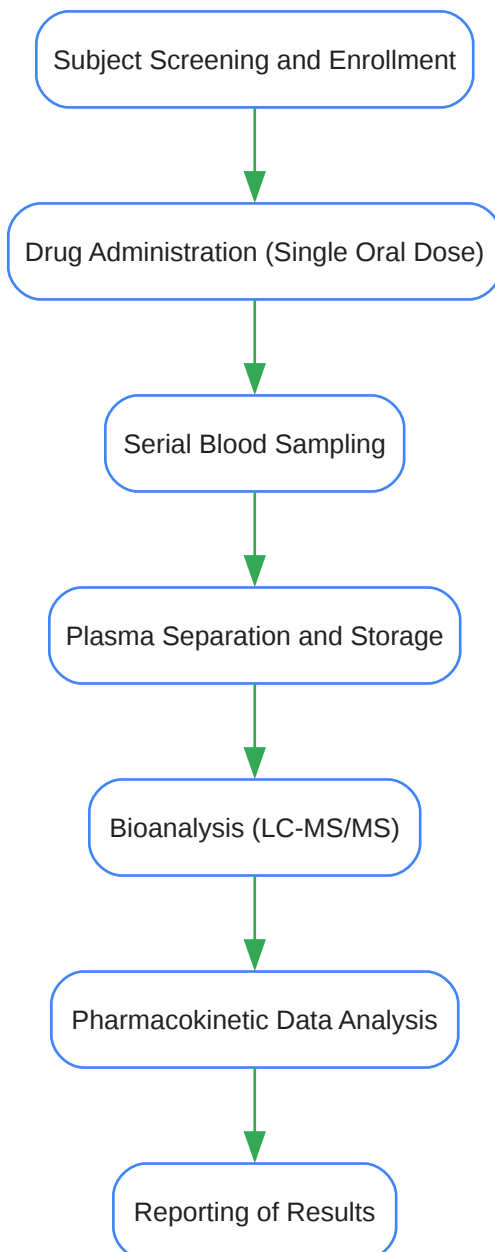 Subject Screening and Enrollment
Drug Administration (Single Oral Dose)
Serial Blood Sampling
Plasma Separation and Storage
Bioanalysis (LC-MS/MS)
Pharmacokinetic Data Analysis
Reporting of Results